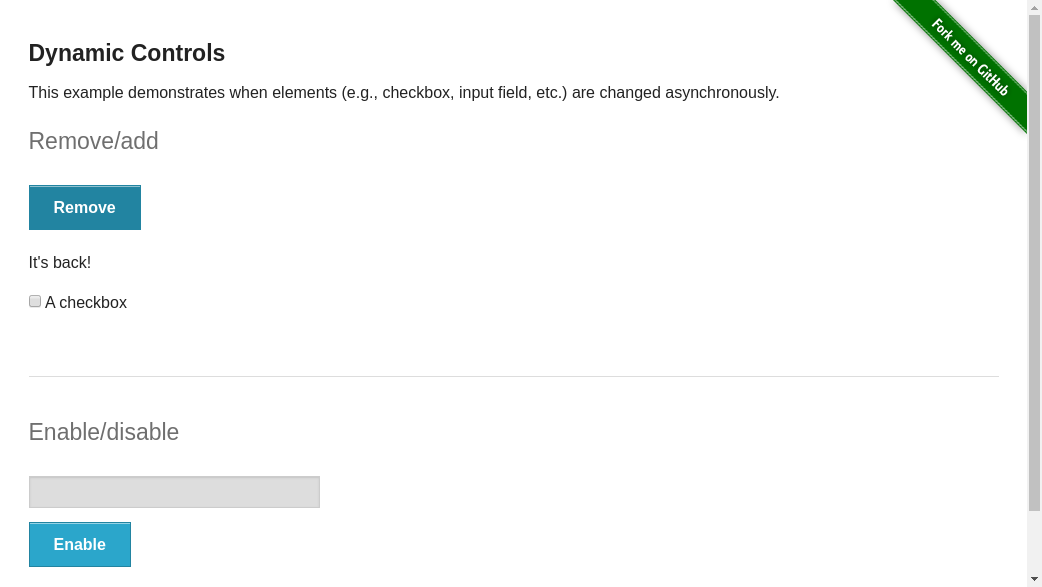 Fork me on GitHub
Dynamic Controls
This example demonstrates when elements (e.g., checkbox, input field, etc.) are changed asynchronously.
Remove/add
Remove
It's back!
A checkbox
Enable/disable
Enable